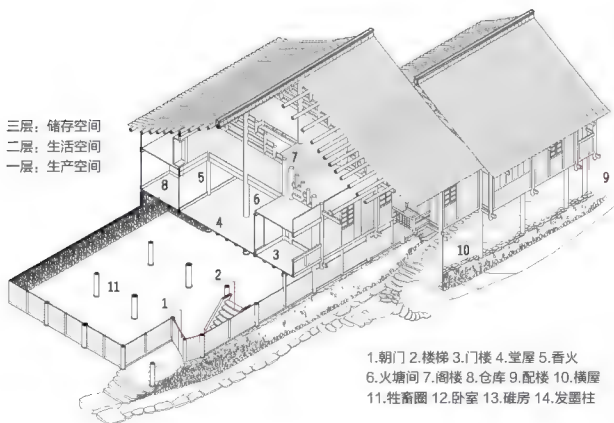 三层：储存空间
二层：生活空间
一层：生产空间
7
9
8
5
6
4
3
10
11
2
1
1.朝门 2.楼梯 3.门楼 4.堂屋 5.香火
6.火塘间 7.阁楼 8.仓库 9.配楼 10.横屋
11.牲畜圈 12.卧室 13.碓房 14.发墨柱